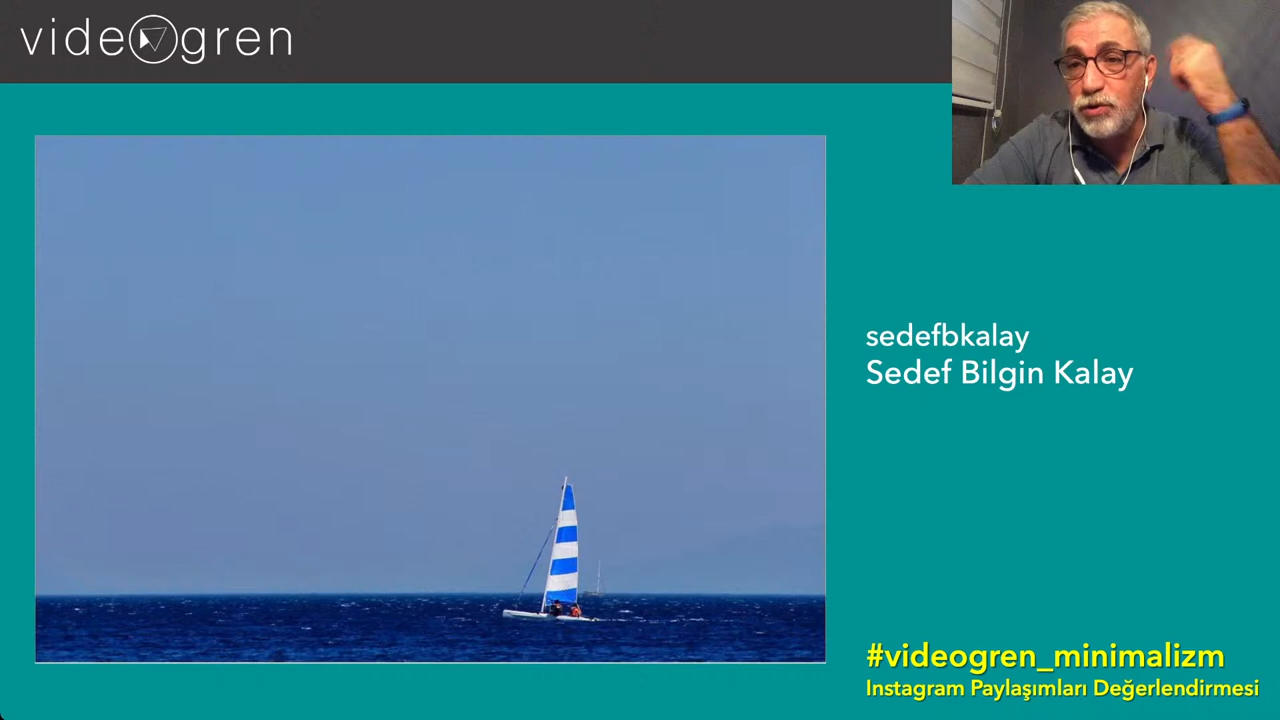 videogren
sedefbkalay
Sedef Bilgin Kalay
#videogren_minimalizm
Instagram Paylaşımları Değerlendirmesi